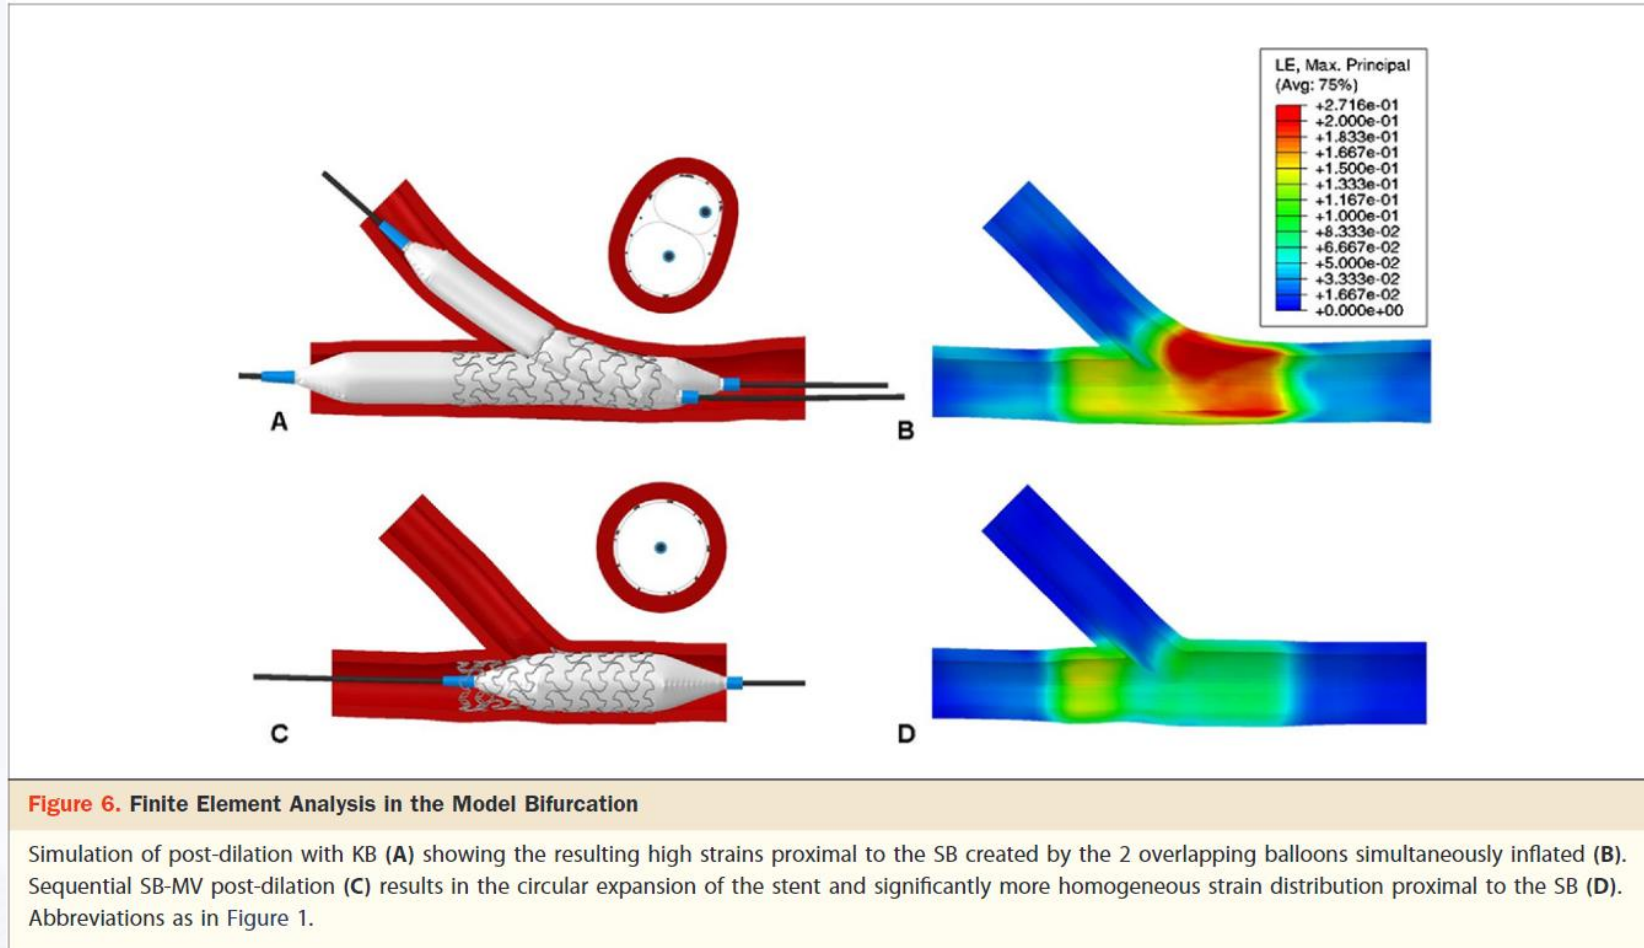 LE, Max. Principal
(Avg: 75%)
+2.716e-01
+2.000e-01
+1.833e-01
+1.667e-01
+1.500e-01
+1.333e-01
+1.167e-01
+1.000e-01
+8.333e-02
+6.667e-02
+5.000e-02
+3.333e-02
+1.667e-02
+0.000e+00
A
B
C
D
Figure 6. Finite Element Analysis in the Model Bifurcation
Simulation of post-dilation with KB (A) showing the resulting high strains proximal to the SB created by the 2 overlapping balloons simultaneously inflated (B).
Sequential SB-MV post-dilation (C) results in the circular expansion of the stent and significantly more homogeneous strain distribution proximal to the SB (D).
Abbreviations as in Figure 1.